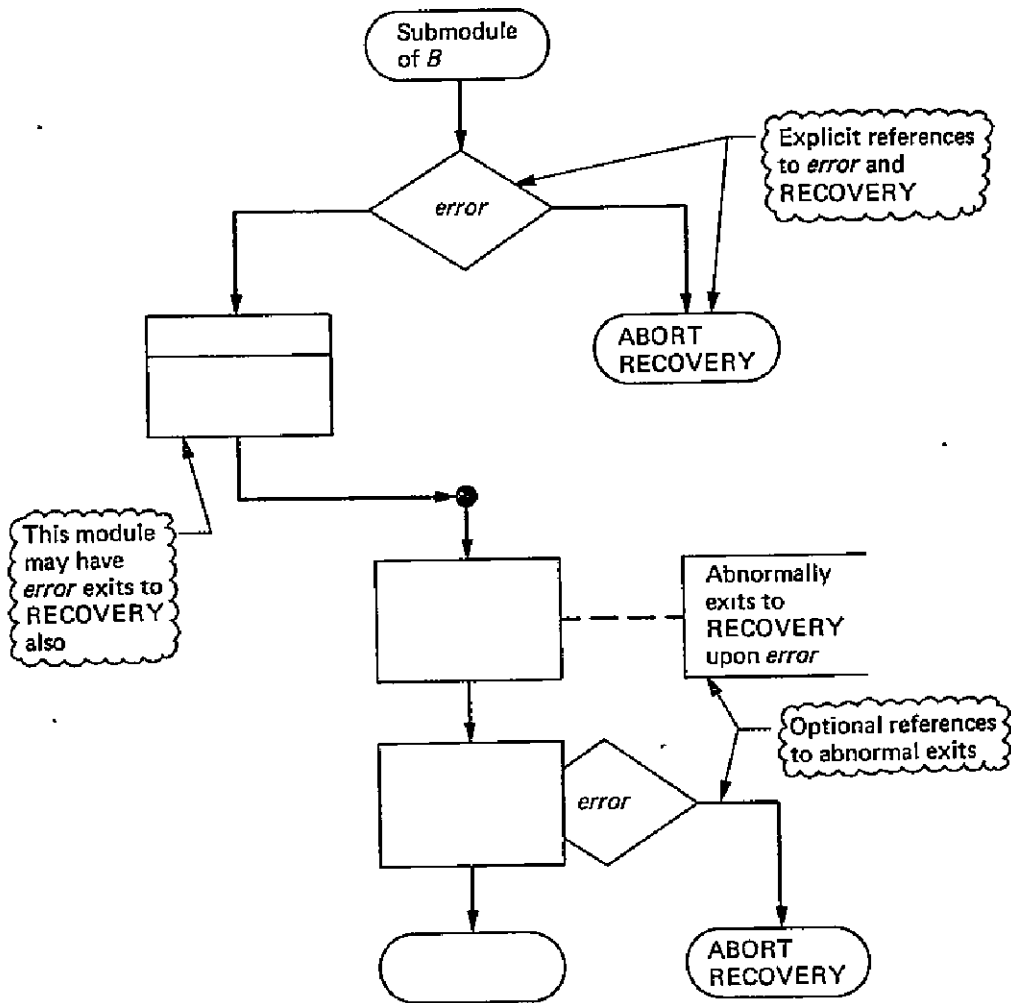 Submodule
of B
Explicit references
to error and
RECOVERY
error
ABORT
RECOVERY
This module
may have
error exits to
RECOVERY
also
Abnormally
exits to
RECOVERY
upon error
Optional references
to abnormal exits
error
ABORT
RECOVERY